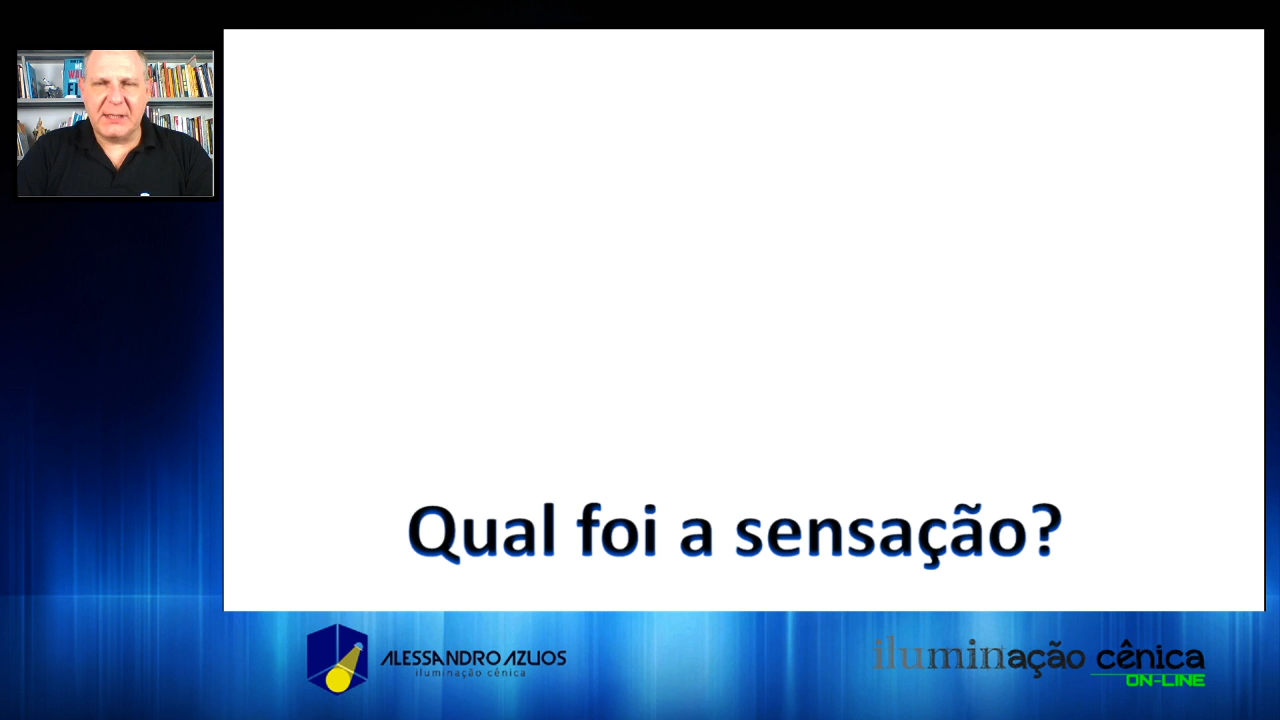 Qual foi a sensação?
ALESSANDRO AZUOS
iluminação cênica
iluminação cênica
ON-LINE